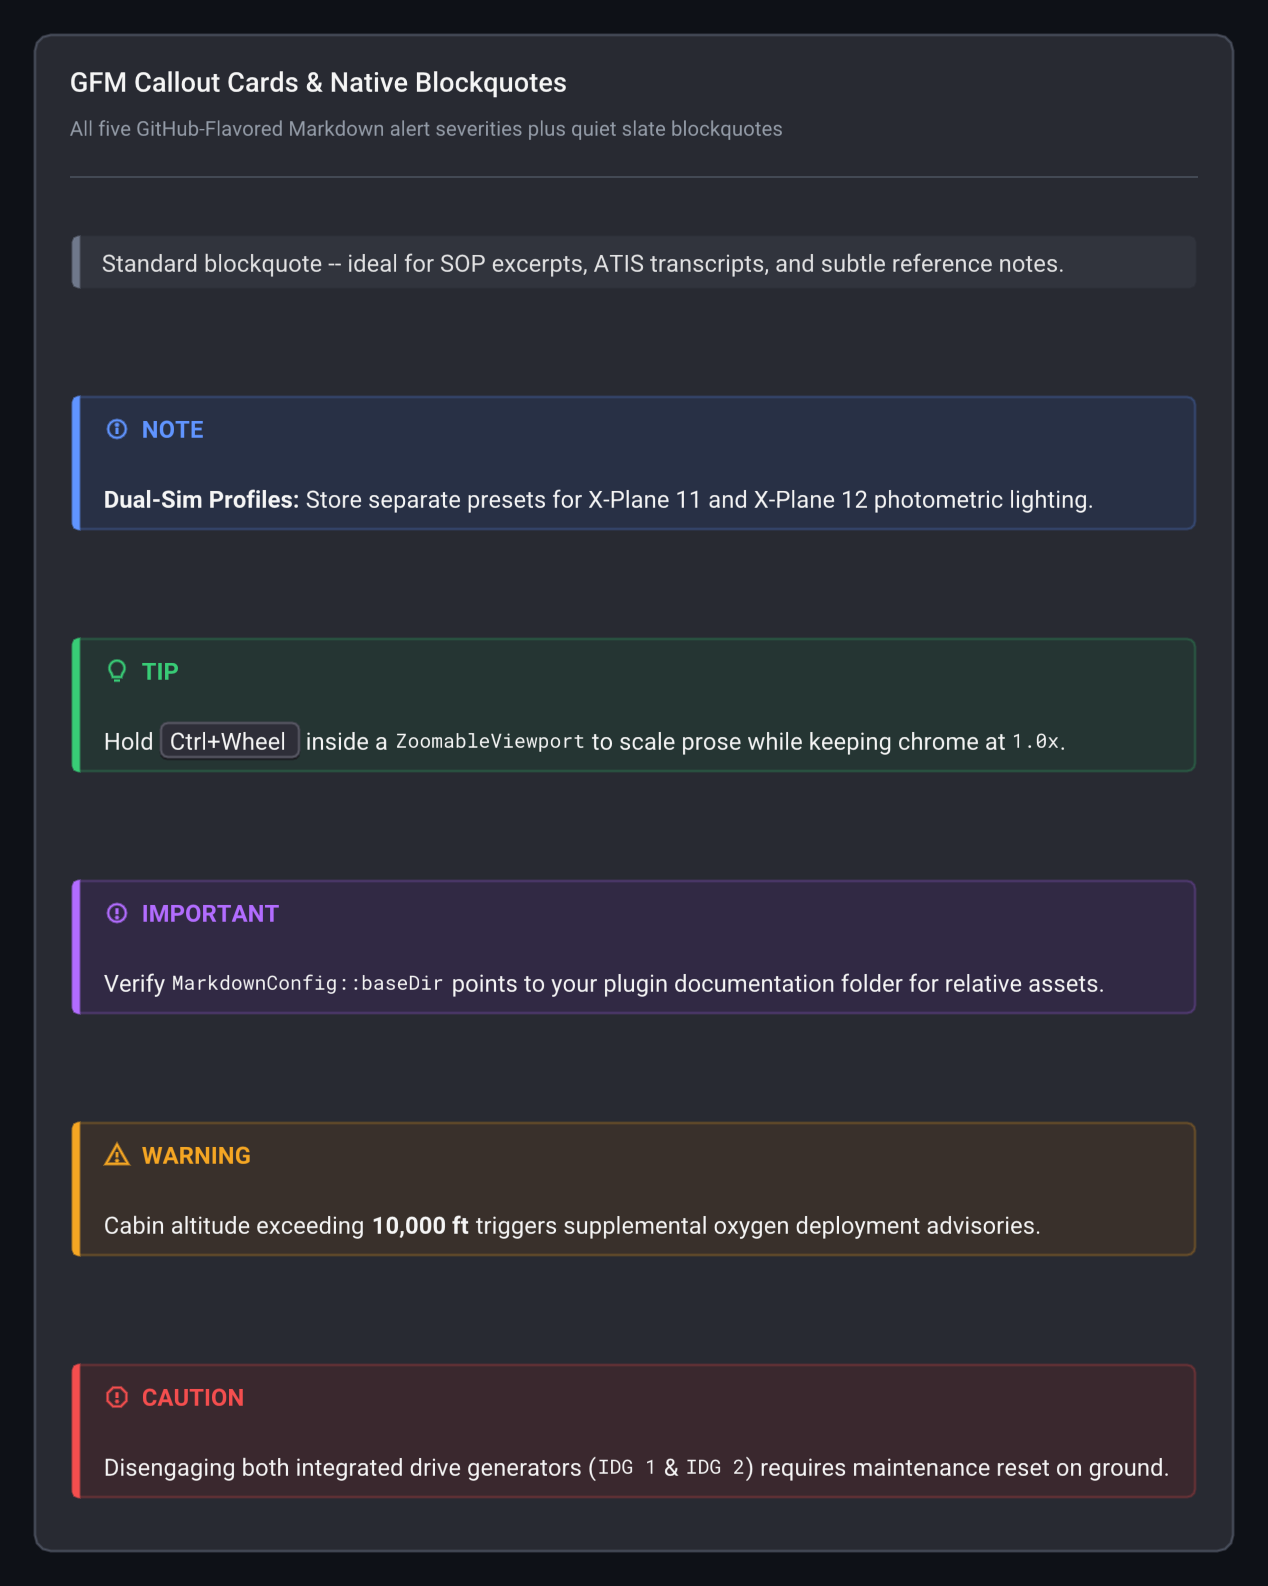 GFM Callout Cards & Native Blockquotes
All five GitHub-Flavored Markdown alert severities plus quiet slate blockquotes
Standard blockquote -- ideal for SOP excerpts, ATIS transcripts, and subtle reference notes.
NOTE
Dual-Sim Profiles: Store separate presets for X-Plane 11 and X-Plane 12 photometric lighting.
TIP
Hold Ctrl+Wheel inside a ZoomableViewport to scale prose while keeping chrome at 1.0x.
IMPORTANT
Verify MarkdownConfig::baseDir points to your plugin documentation folder for relative assets.
WARNING
Cabin altitude exceeding 10,000 ft triggers supplemental oxygen deployment advisories.
CAUTION
Disengaging both integrated drive generators (IDG 1 & IDG 2) requires maintenance reset on ground.